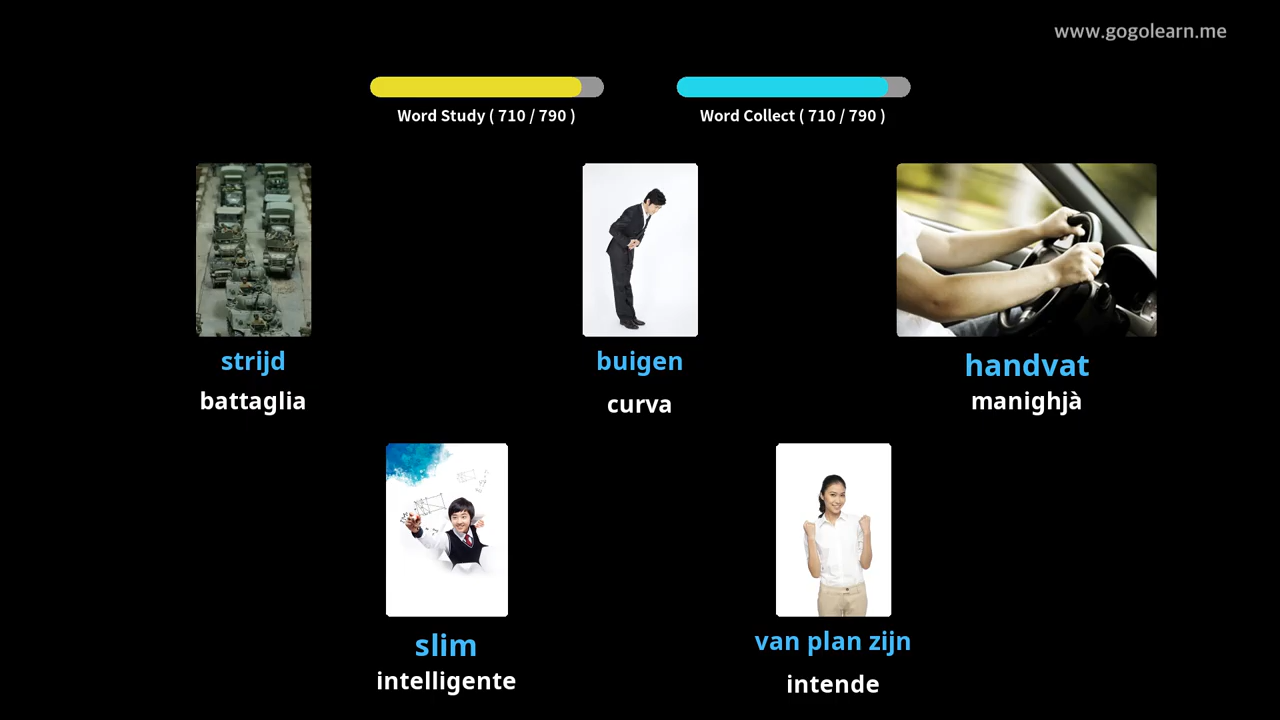 www.gogolearn.me
Word Study ( 710 / 790 )
Word Collect ( 710 / 790 )
strijd
battaglia
buigen
curva
handvat
manighjà
slim
intelligente
van plan zijn
intende